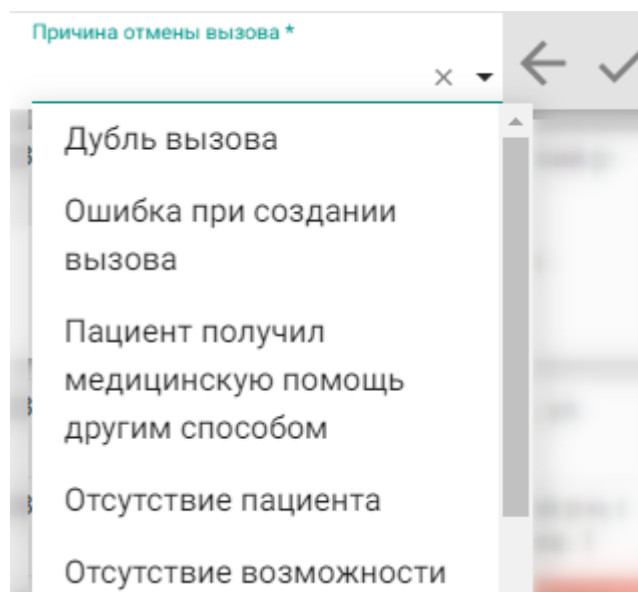 Причина отмены вызова *
Дубль вызова
Ошибка при создании
вызова
Пациент получил
медицинскую помощь
другим способом
Отсутствие пациента
Отсутствие возможности